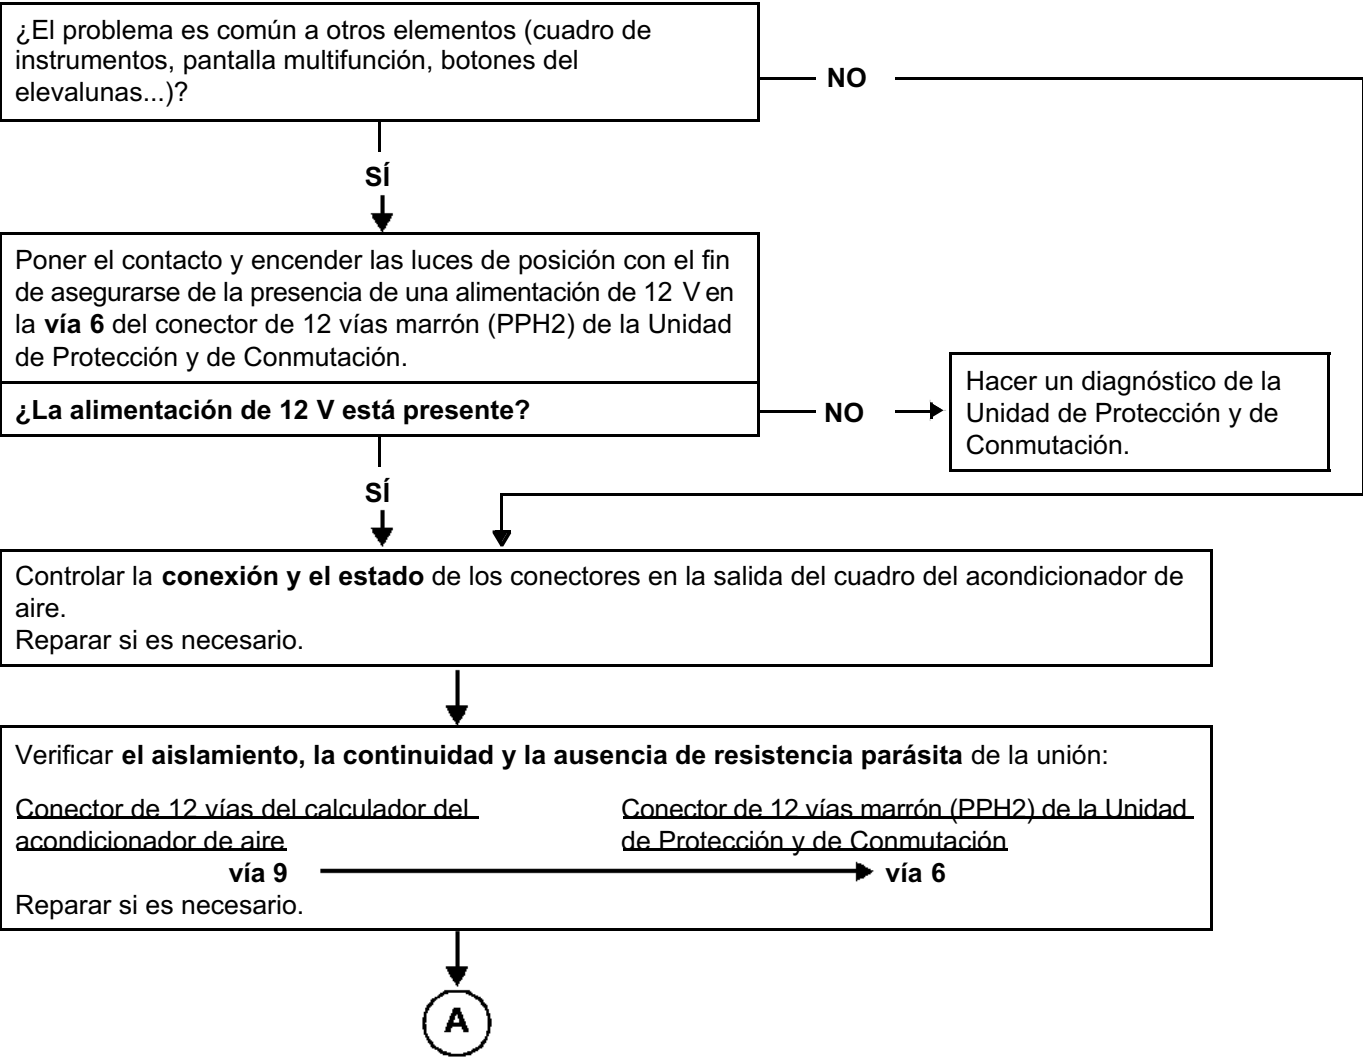 ¿El problema es común a otros elementos (cuadro de
instrumentos, pantalla multifunción, botones del
elevalunas...)?
NO
SÍ
Poner el contacto y encender las luces de posición con el fin
de asegurarse de la presencia de una alimentación de 12 V en
la vía 6 del conector de 12 vías marrón (PPH2) de la Unidad
de Protección y de Conmutación.
¿La alimentación de 12 V está presente?
NO
Hacer un diagnóstico de la
Unidad de Protección y de
Conmutación.
SÍ
Controlar la conexión y el estado de los conectores en la salida del cuadro del acondicionador de
aire.
Reparar si es necesario.
Verificar el aislamiento, la continuidad y la ausencia de resistencia parásita de la unión:
Conector de 12 vías del calculador del
acondicionador de aire
Conector de 12 vías marrón (PPH2) de la Unidad
de Protección y de Conmutación
vía 9
vía 6
Reparar si es necesario.
A